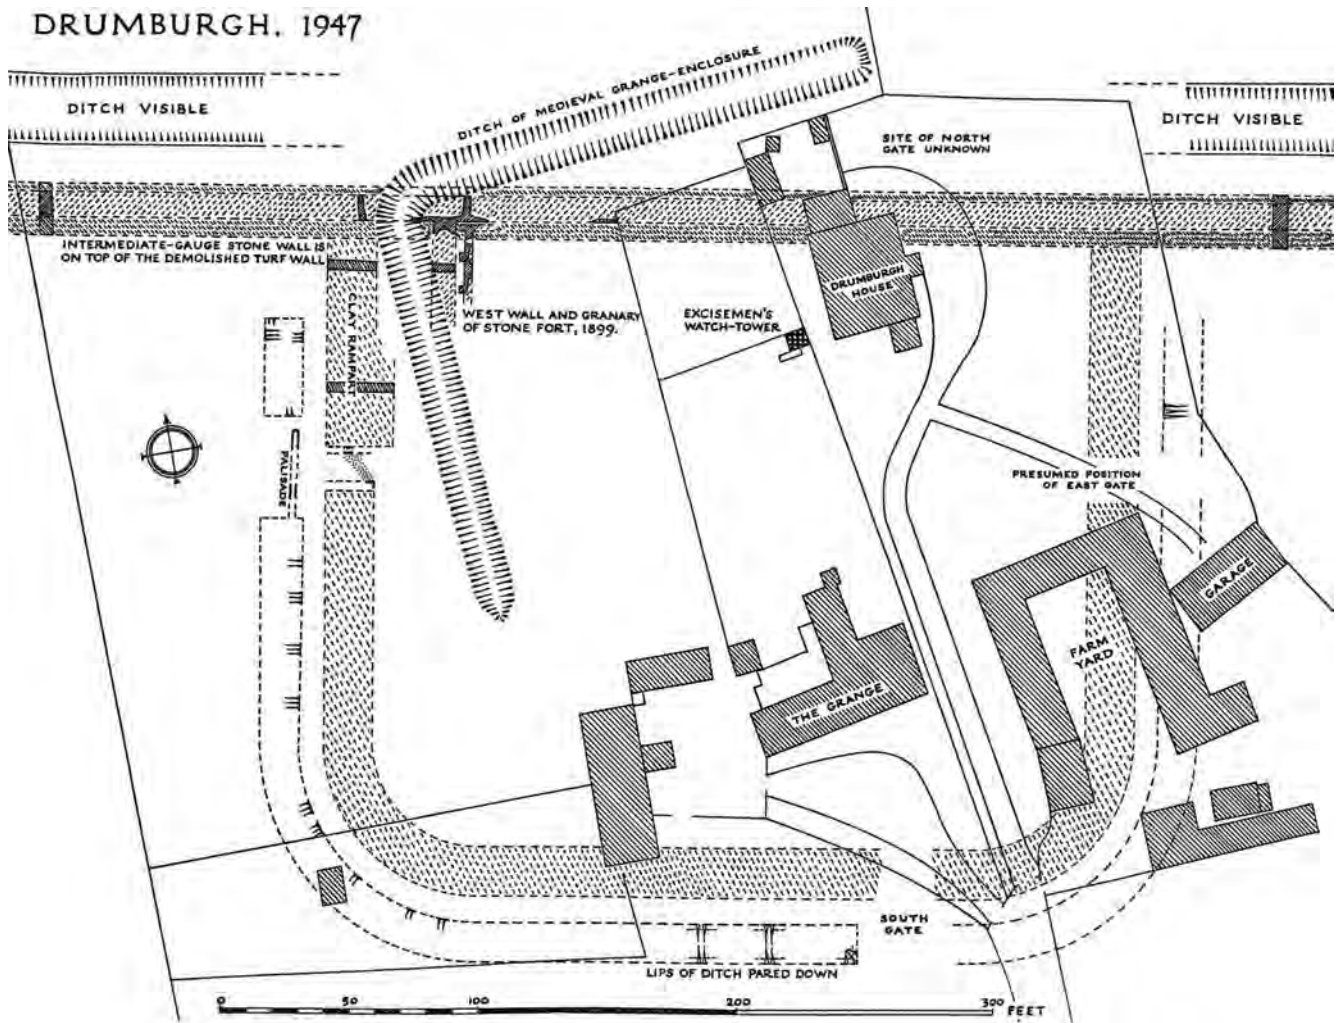 DRUMBURGH. 1947
DITCH OF MEDIEVAL GRANGE-ENCLOSURE
DITCH VISIBLE
DITCH VISIBLE
SITE OF NORTH
GATE UNKNOWN
INTERMEDIATE-GAUGE STONE WALL IS
ON TOP OF THE DEMOLISHED TURF WALL
CLAY RAMPART
WEST WALL AND GRANARY
OF STONE FORT, 1899.
EXCISEMEN'S
WATCH-TOWER
DRUMBURGH
HOUSE
PALISADE
PRESUMED POSITION
OF EAST GATE
GARAGE
FARM
YARD
THE GRANGE
SOUTH
GATE
LIPS OF DITCH PARED DOWN
0 50 100 200 300 FEET